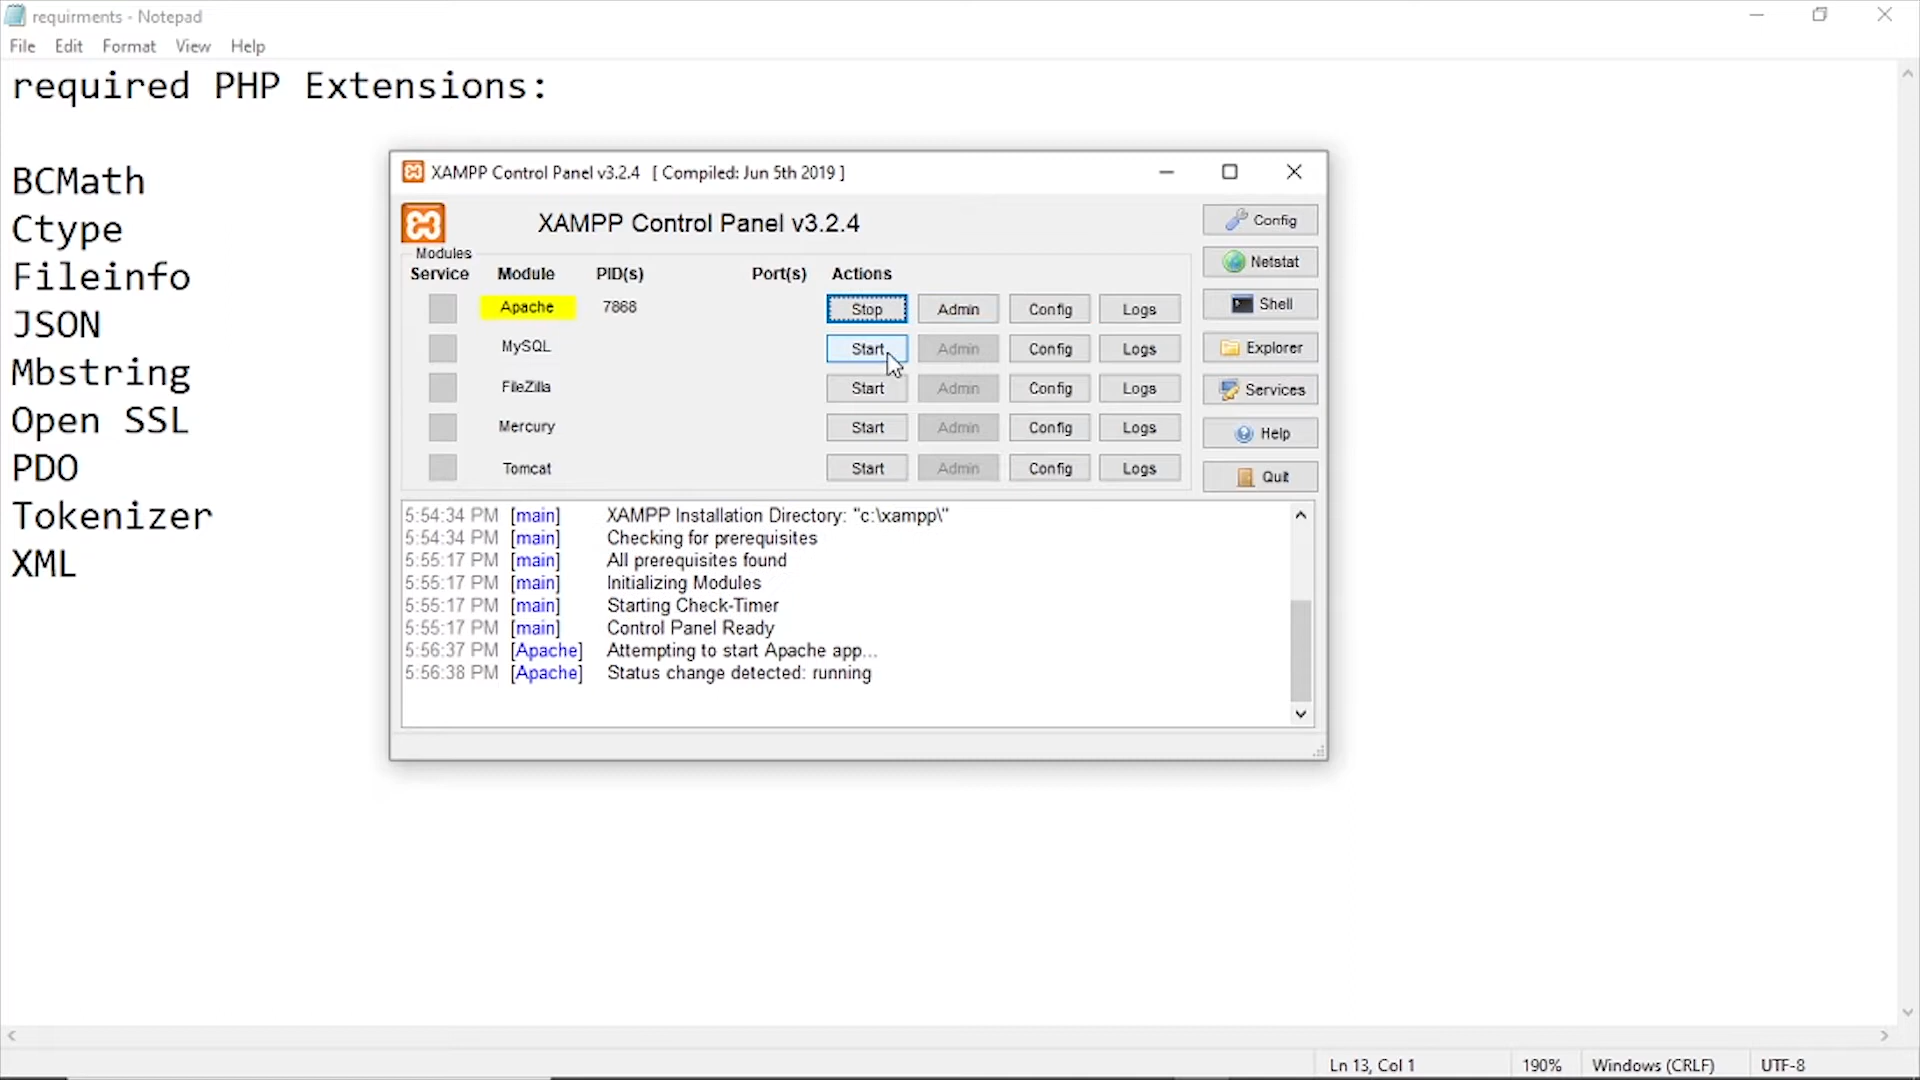 requirments - Notepad
File Edit Format View Help
required PHP Extensions:
BCMath
Ctype
Fileinfo
JSON
Mbstring
Open SSL
PDO
Tokenizer
XML
XAMPP Control Panel v3.2.4 [ Compiled: Jun 5th 2019 ]
XAMPP Control Panel v3.2.4
Modules
Service Module PID(s) Port(s) Actions
Apache 7868 Stop Admin Config Logs
MySQL Start Admin Config Logs
FileZilla Start Admin Config Logs
Mercury Start Admin Config Logs
Tomcat Start Admin Config Logs
Config
Netstat
Shell
Explorer
Services
Help
Quit
5:54:34 PM [main] XAMPP Installation Directory: "c:\xampp\"
5:54:34 PM [main] Checking for prerequisites
5:55:17 PM [main] All prerequisites found
5:55:17 PM [main] Initializing Modules
5:55:17 PM [main] Starting Check-Timer
5:55:17 PM [main] Control Panel Ready
5:56:37 PM [Apache] Attempting to start Apache app...
5:56:38 PM [Apache] Status change detected: running
Ln 13, Col 1 190% Windows (CRLF) UTF-8